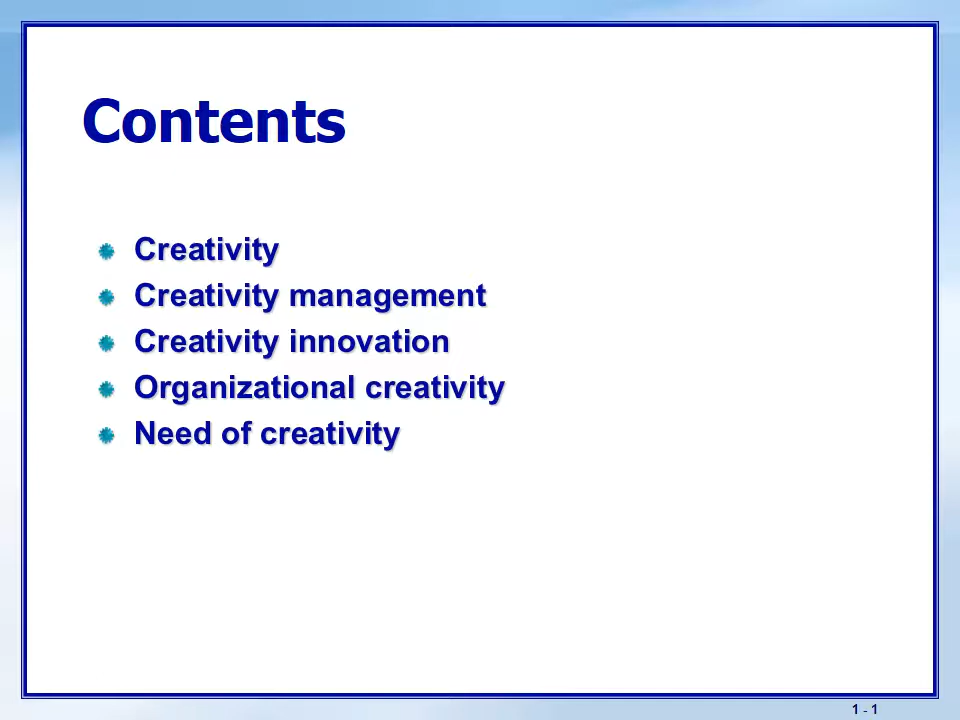 Contents
Creativity
Creativity management
Creativity innovation
Organizational creativity
Need of creativity
1 - 1